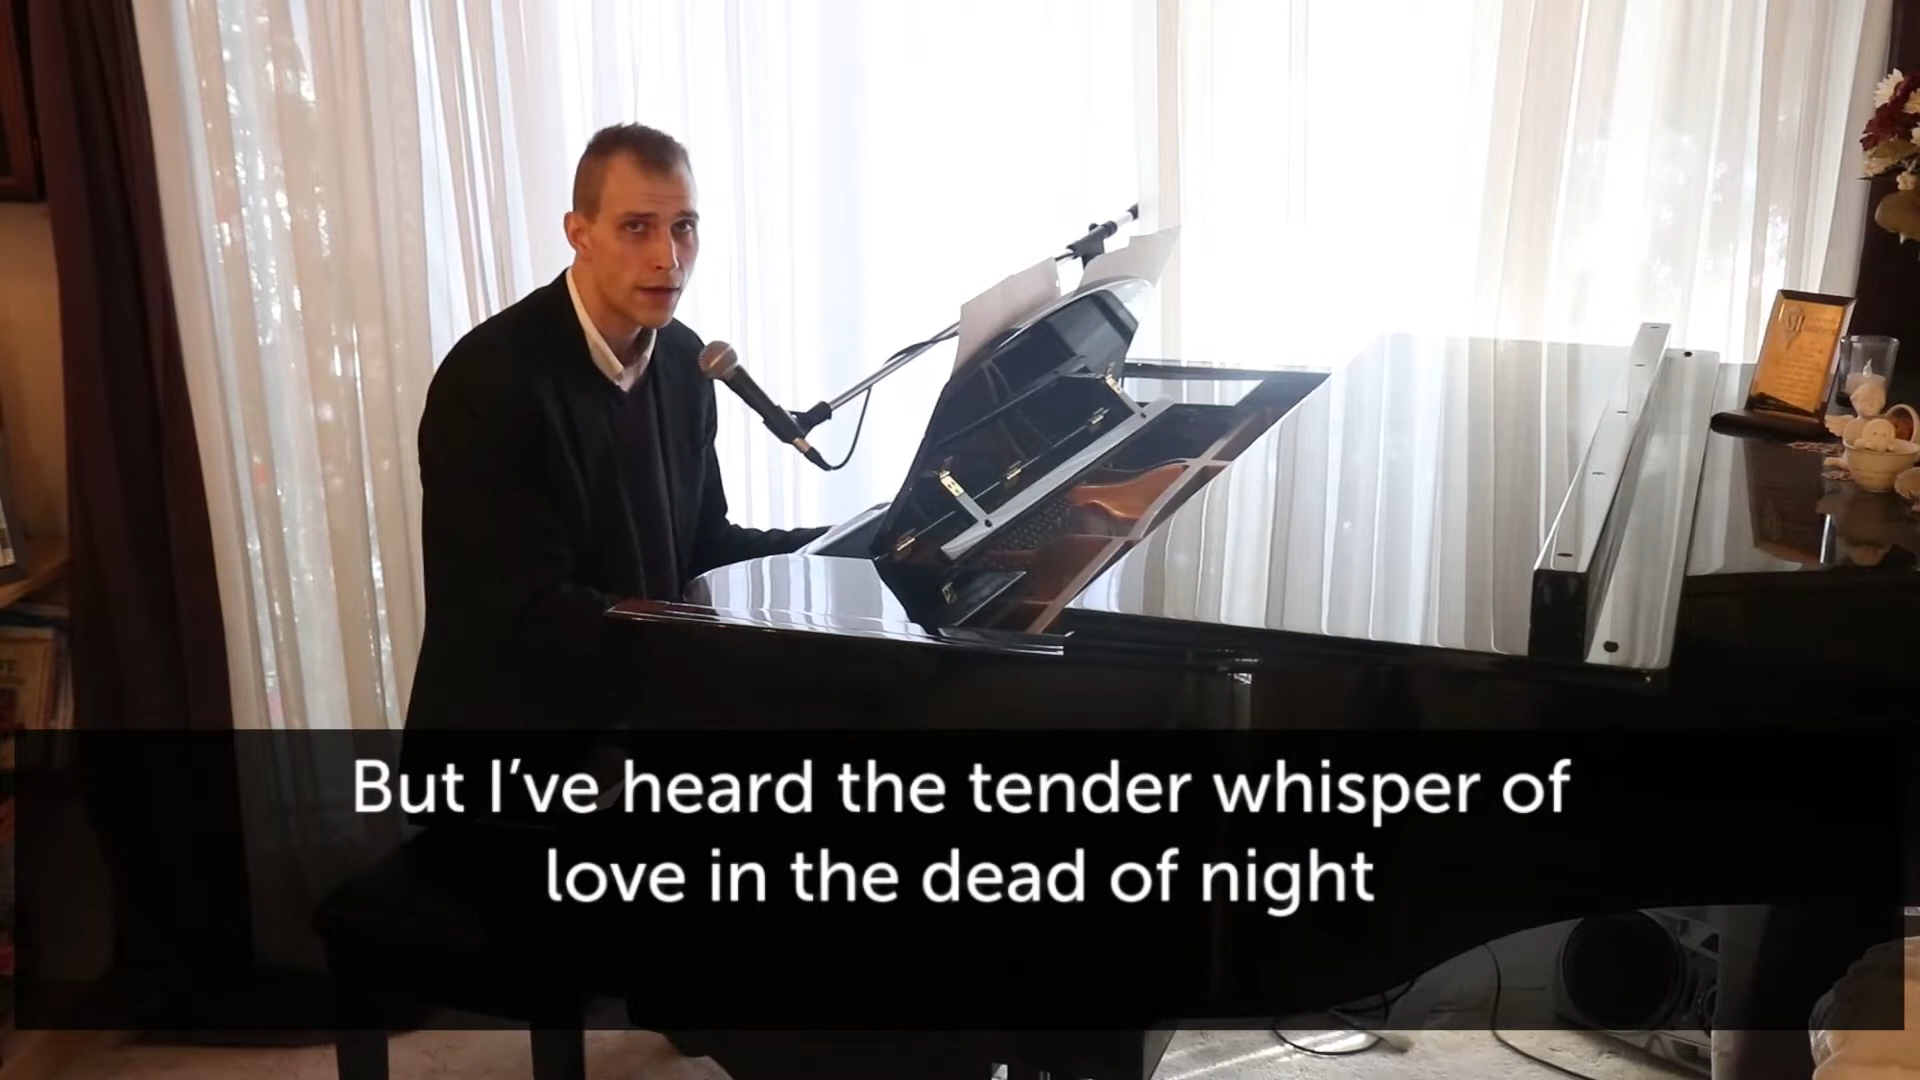 But I’ve heard the tender whisper of
love in the dead of night